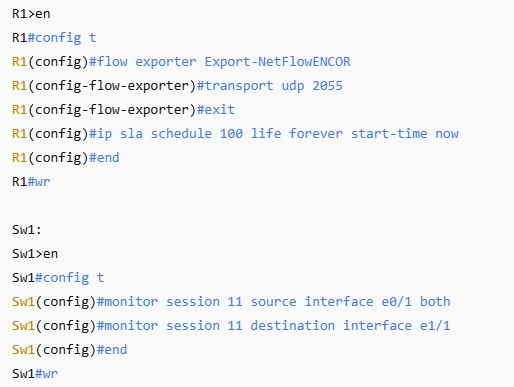 R1>en
R1#config t
R1(config)#flow exporter Export-NetFlowENCOR
R1(config-flow-exporter)#transport udp 2055
R1(config-flow-exporter)#exit
R1(config)#ip sla schedule 100 life forever start-time now
R1(config)#end
R1#wr
Sw1:
Sw1>en
Sw1#config t
Sw1(config)#monitor session 11 source interface e0/1 both
Sw1(config)#monitor session 11 destination interface e1/1
Sw1(config)#end
Sw1#wr